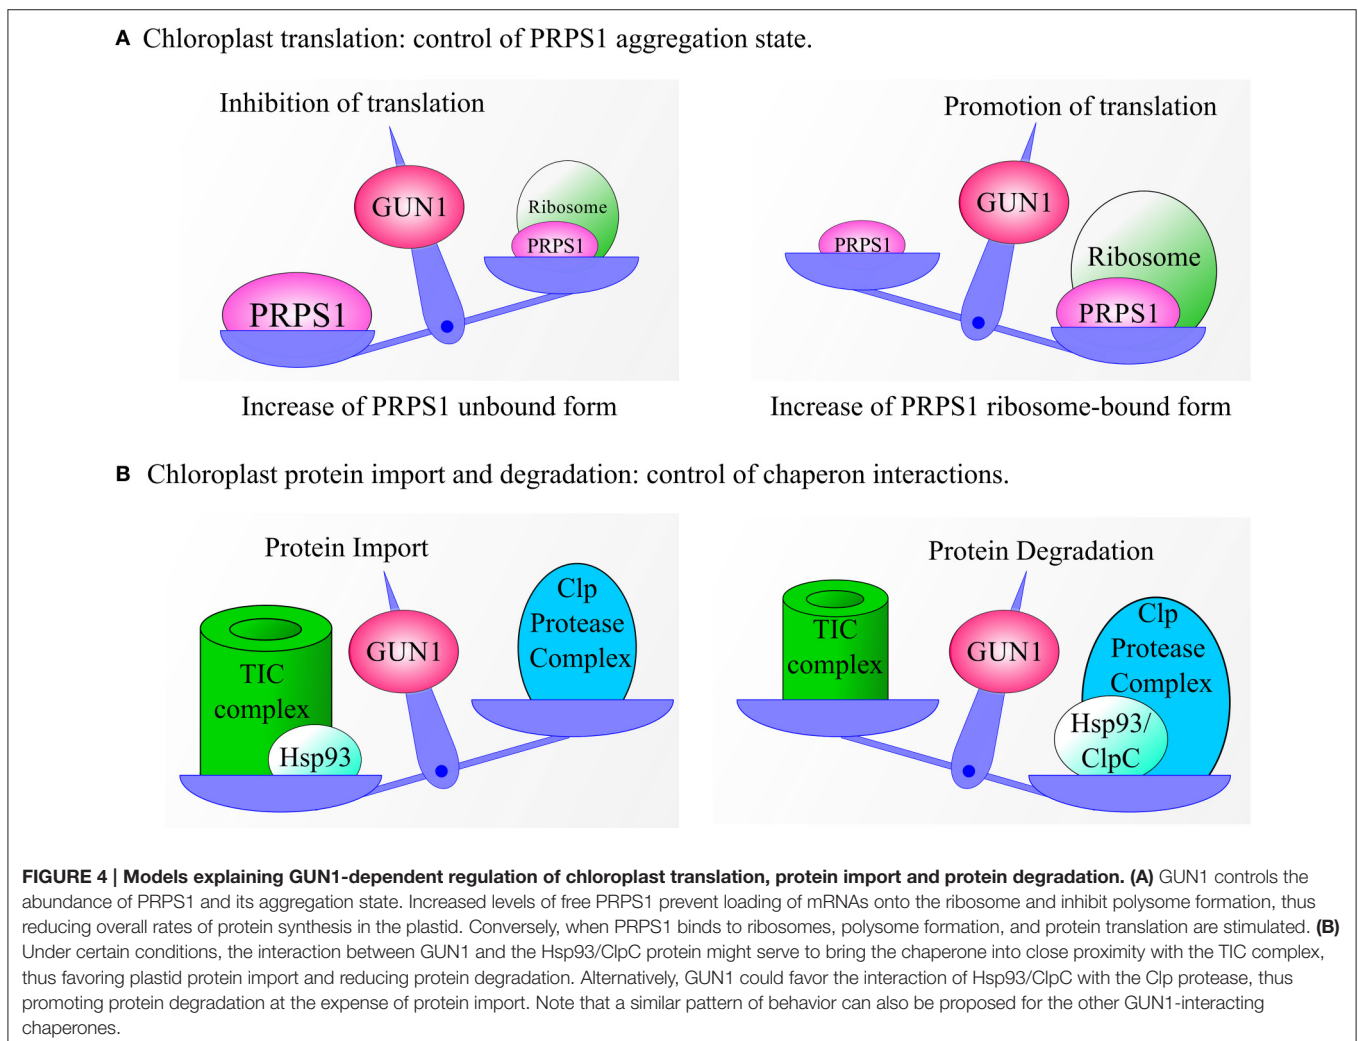 A Chloroplast translation: control of PRPS1 aggregation state.
Inhibition of translation
GUN1
Ribosome
PRPS1
PRPS1
Increase of PRPS1 unbound form
Promotion of translation
GUN1
PRPS1
Ribosome
PRPS1
Increase of PRPS1 ribosome-bound form
B Chloroplast protein import and degradation: control of chaperon interactions.
Protein Import
TIC
complex
Hsp93
GUN1
Clp
Protease
Complex
Protein Degradation
TIC
complex
GUN1
Clp
Protease
Complex
Hsp93/
ClpC
FIGURE 4 | Models explaining GUN1-dependent regulation of chloroplast translation, protein import and protein degradation. (A) GUN1 controls the
abundance of PRPS1 and its aggregation state. Increased levels of free PRPS1 prevent loading of mRNAs onto the ribosome and inhibit polysome formation, thus
reducing overall rates of protein synthesis in the plastid. Conversely, when PRPS1 binds to ribosomes, polysome formation, and protein translation are stimulated. (B)
Under certain conditions, the interaction between GUN1 and the Hsp93/ClpC protein might serve to bring the chaperone into close proximity with the TIC complex,
thus favoring plastid protein import and reducing protein degradation. Alternatively, GUN1 could favor the interaction of Hsp93/ClpC with the Clp protease, thus
promoting protein degradation at the expense of protein import. Note that a similar pattern of behavior can also be proposed for the other GUN1-interacting
chaperones.